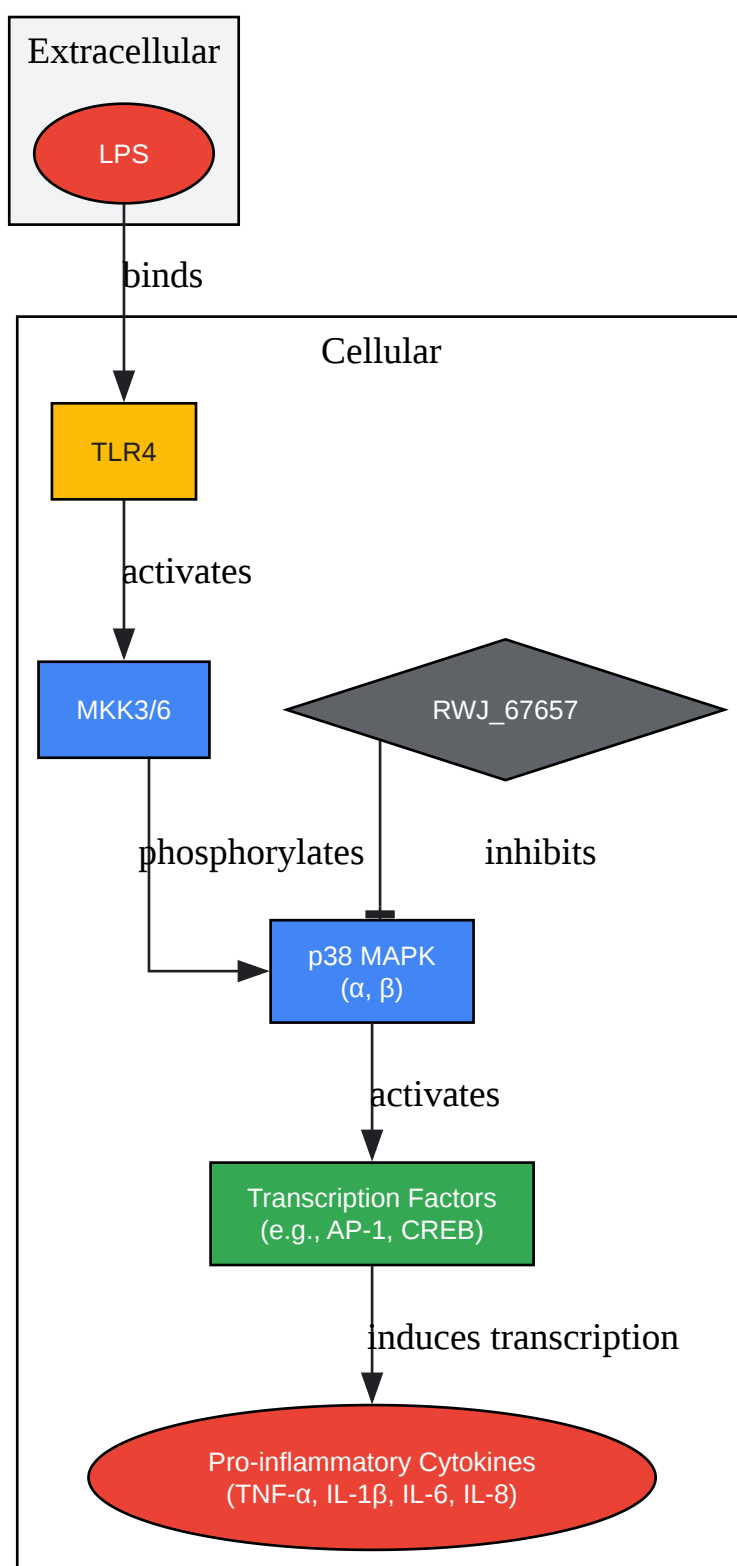 Extracellular
LPS
binds
Cellular
TLR4
activates
MKK3/6
RWJ_67657
phosphorylates
inhibits
p38 MAPK
(α, β)
activates
Transcription Factors
(e.g., AP-1, CREB)
induces transcription
Pro-inflammatory Cytokines
(TNF-α, IL-1β, IL-6, IL-8)